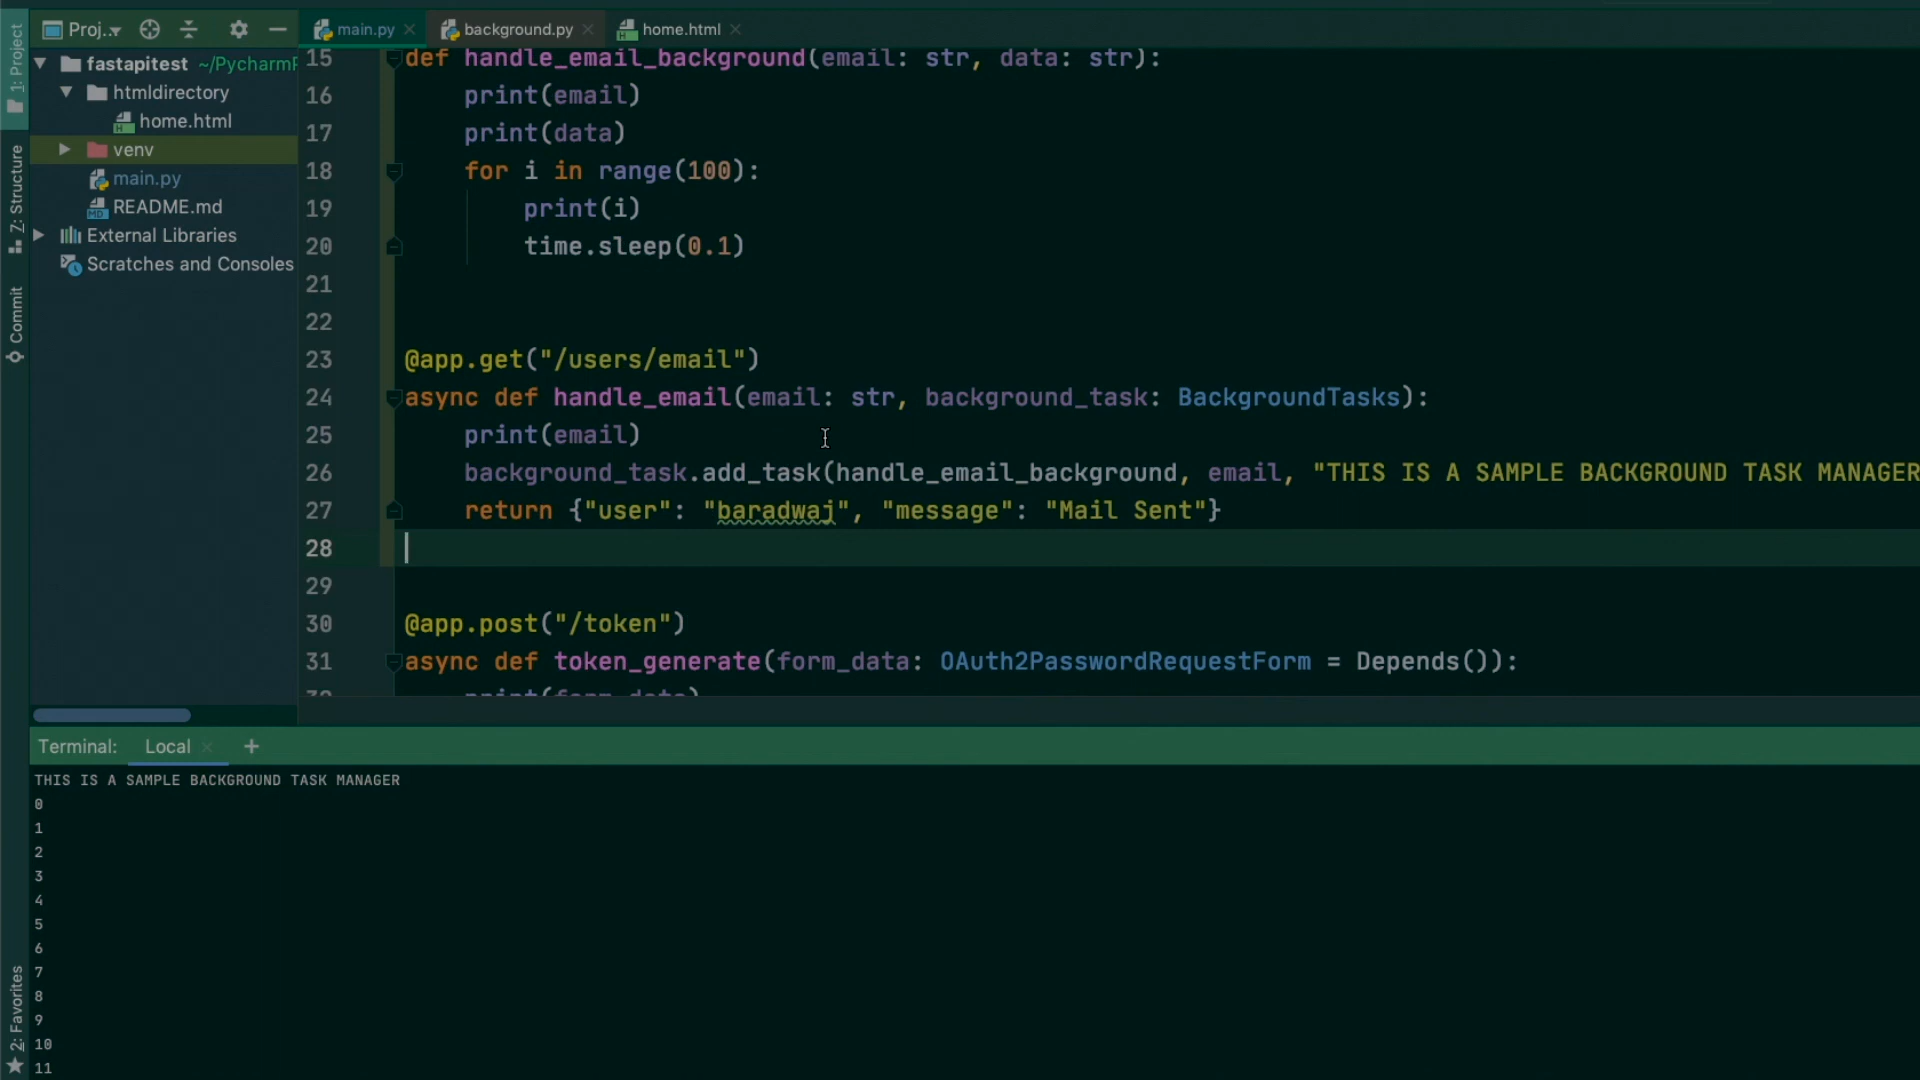 1: Project
Proj..
main.py
background.py
home.html
fastapitest ~/PycharmP
htmldirectory
home.html
venv
main.py
README.md
External Libraries
Scratches and Consoles
Z: Structure
Commit
2: Favorites
15 def handle_email_background(email: str, data: str):
16 print(email)
17 print(data)
18 for i in range(100):
19 print(i)
20 time.sleep(0.1)
21
22
23 @app.get("/users/email")
24 async def handle_email(email: str, background_task: BackgroundTasks):
25 print(email)
26 background_task.add_task(handle_email_background, email, "THIS IS A SAMPLE BACKGROUND TASK MANAGER
27 return {"user": "baradwaj", "message": "Mail Sent"}
28
29
30 @app.post("/token")
31 async def token_generate(form_data: OAuth2PasswordRequestForm = Depends()):
32 print(form_data)
Terminal: Local +
THIS IS A SAMPLE BACKGROUND TASK MANAGER
0
1
2
3
4
5
6
7
8
9
10
11